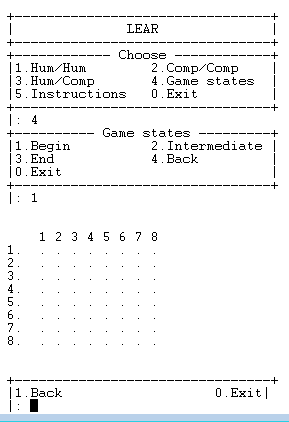 +---------------------------------+
| LEAR |
+---------------------------------+
+------------- Choose ------------+
|1.Hum/Hum 2.Comp/Comp |
|3.Hum/Comp 4.Game states |
|5.Instructions 0.Exit |
+---------------------------------+
|: 4
+---------- Game states ----------+
|1.Begin 2.Intermediate |
|3.End 4.Back |
|0.Exit |
+---------------------------------+
|: 1
1 2 3 4 5 6 7 8
1. . . . . . . . .
2. . . . . . . . .
3. . . . . . . . .
4. . . . . . . . .
5. . . . . . . . .
6. . . . . . . . .
7. . . . . . . . .
8. . . . . . . . .
+---------------------------------+
|1.Back 0.Exit|
|: